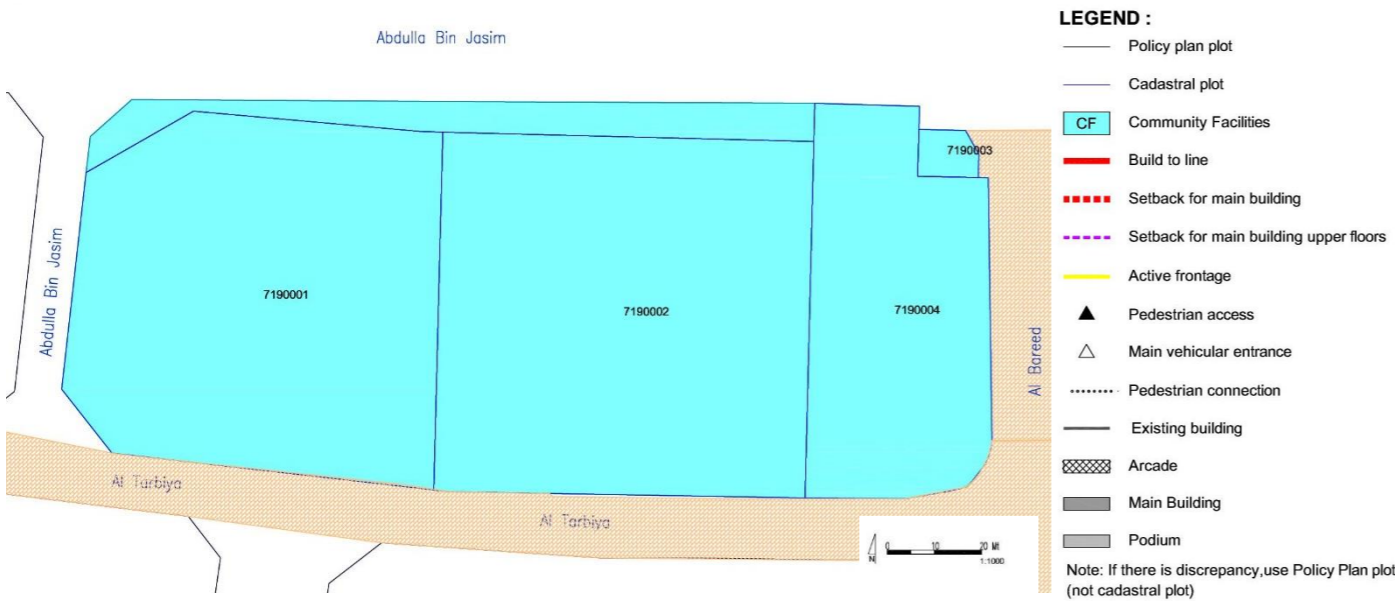 Abdulla Bin Jasim
Abdulla Bin Jasim
7190003
7190001
7190002
7190004
Al Bareed
Al Tarbiya
Al Tarbiya
N
0 10 20 Mt
1:1000
LEGEND :
Policy plan plot
Cadastral plot
CF Community Facilities
Build to line
Setback for main building
Setback for main building upper floors
Active frontage
Pedestrian access
Main vehicular entrance
Pedestrian connection
Existing building
Arcade
Main Building
Podium
Note: If there is discrepancy,use Policy Plan plot
(not cadastral plot)